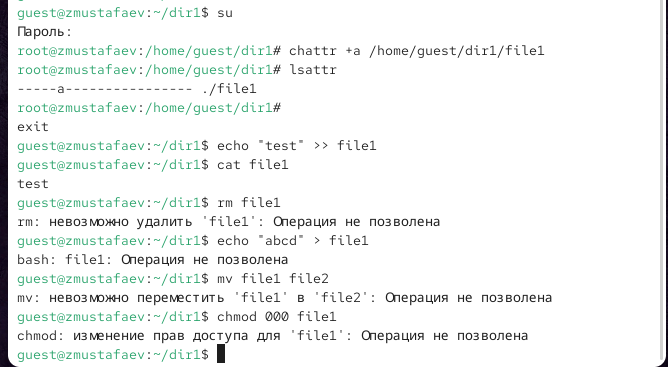 guest@zmustafaev:~/dir1$ su
Пароль:
root@zmustafaev:/home/guest/dir1# chattr +a /home/guest/dir1/file1
root@zmustafaev:/home/guest/dir1# lsattr
-----a---------------- ./file1
root@zmustafaev:/home/guest/dir1#
exit
guest@zmustafaev:~/dir1$ echo "test" >> file1
guest@zmustafaev:~/dir1$ cat file1
test
guest@zmustafaev:~/dir1$ rm file1
rm: невозможно удалить 'file1': Операция не позволена
guest@zmustafaev:~/dir1$ echo "abcd" > file1
bash: file1: Операция не позволена
guest@zmustafaev:~/dir1$ mv file1 file2
mv: невозможно переместить 'file1' в 'file2': Операция не позволена
guest@zmustafaev:~/dir1$ chmod 000 file1
chmod: изменение прав доступа для 'file1': Операция не позволена
guest@zmustafaev:~/dir1$